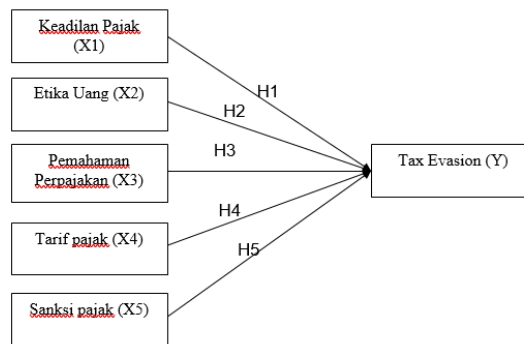 Keadilan Pajak
(X1)
H1
Etika Uang (X2)
H2
H3
Pemahaman
Perpajakan (X3)
Tax Evasion (Y)
H4
Tarif pajak (X4)
H5
Sanksi pajak (X5)